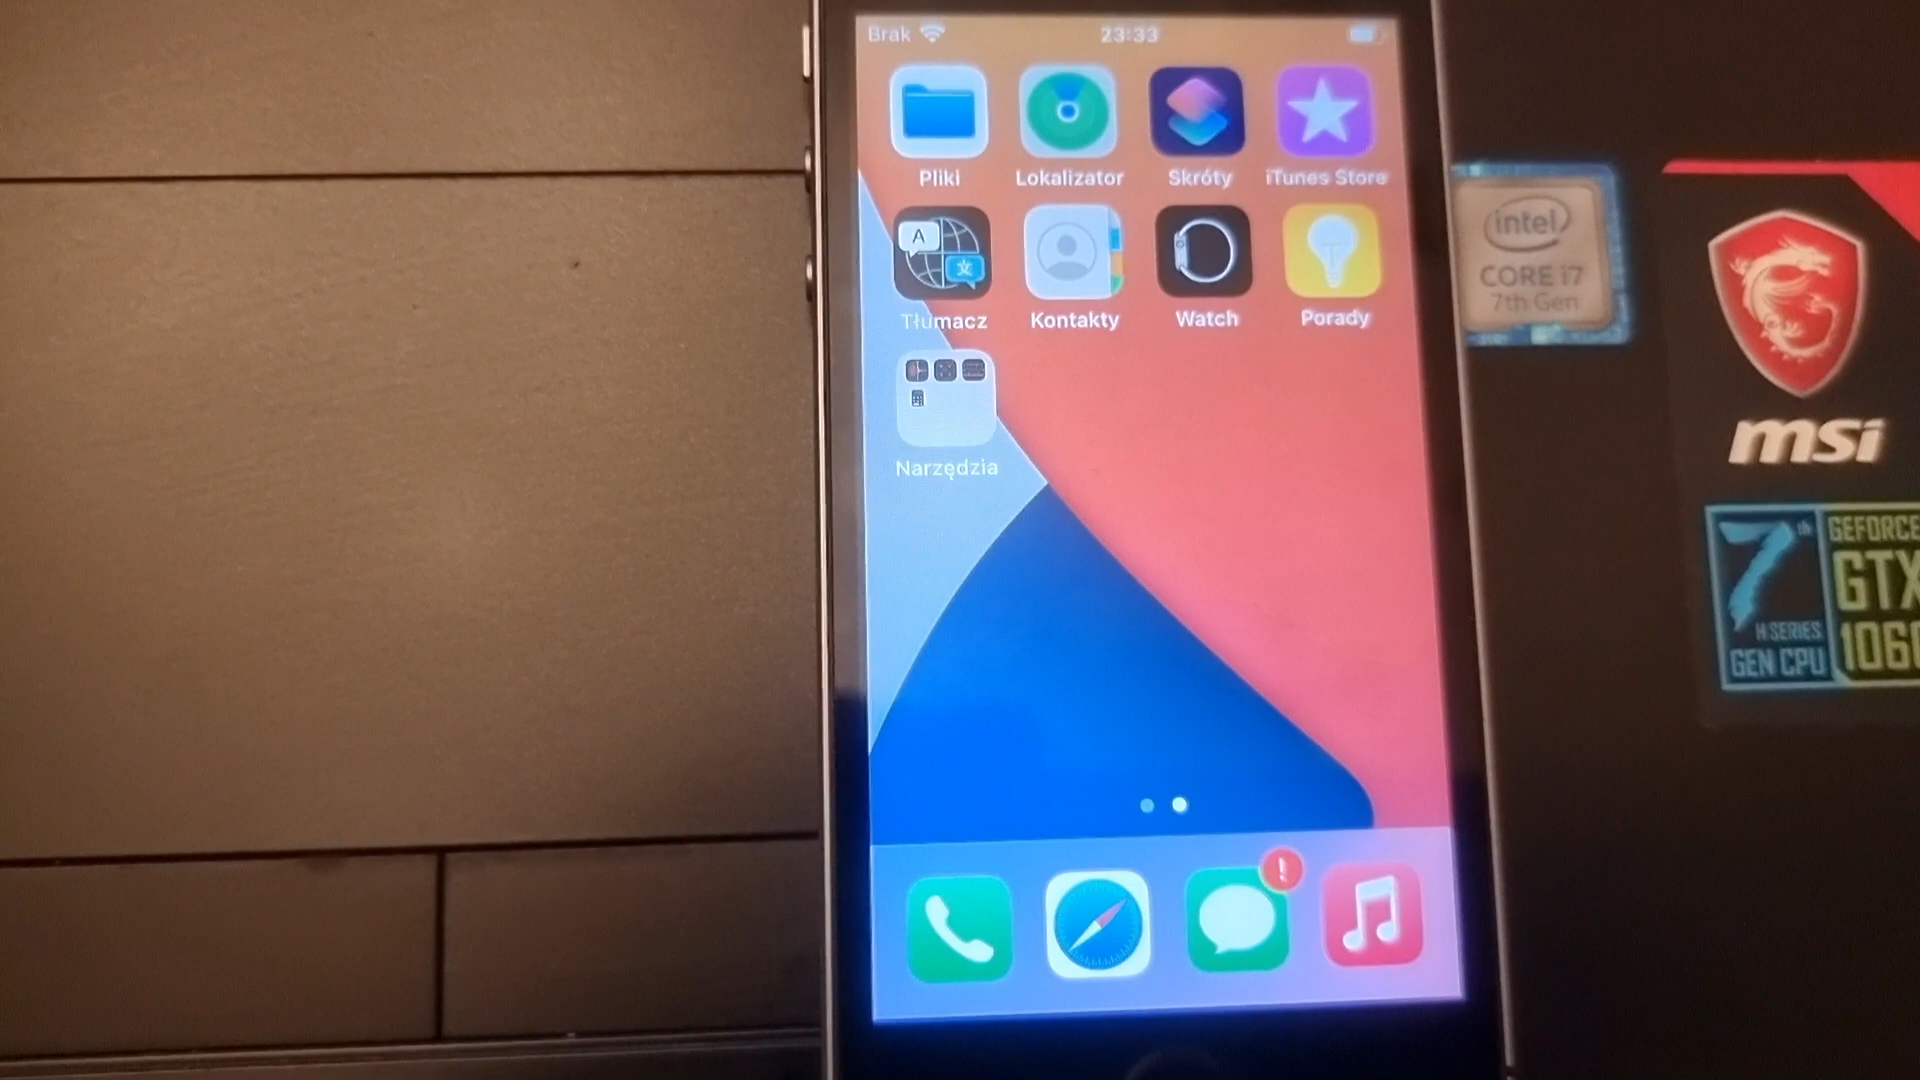 Brak 23:33
Pliki Lokalizator Skróty iTunes Store
A 文
Tłumacz Kontakty Watch Porady
Narzędzia
!
intel
CORE i7
7th Gen
msi
7th
H SERIES
GEN CPU
GEFORCE
GTX
1060